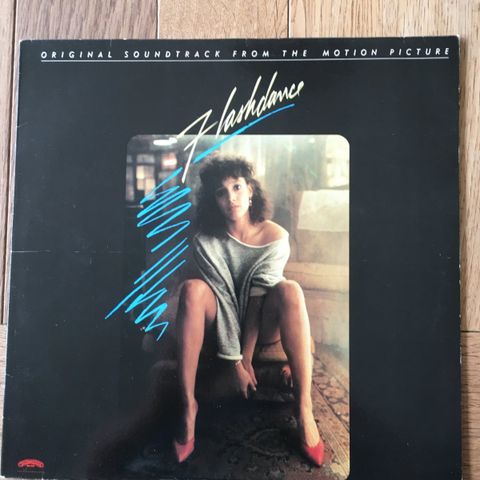 ORIGINAL SOUNDTRACK FROM THE MOTION PICTURE
Flashdance